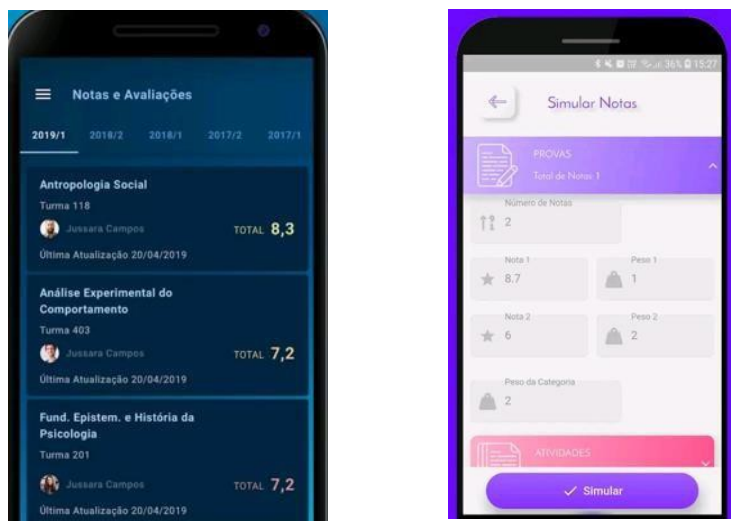 Notas e Avaliações
2019/1 2018/2 2018/1 2017/2 2017/1
Antropologia Social
Turma 118
Jussara Campos
TOTAL 8,3
Última Atualização 20/04/2019
Análise Experimental do
Comportamento
Turma 403
Jussara Campos
TOTAL 7,2
Última Atualização 20/04/2019
Fund. Epistem. e História da
Psicologia
Turma 201
Jussara Campos
TOTAL 7,2
Última Atualização 20/04/2019
36% 15:27
Simular Notas
PROVAS
Total de Notas 1
Número de Notas
2
Nota 1
8.7
Peso 1
1
Nota 2
6
Peso 2
2
Peso da Categoria
2
ATIVIDADES
Simular